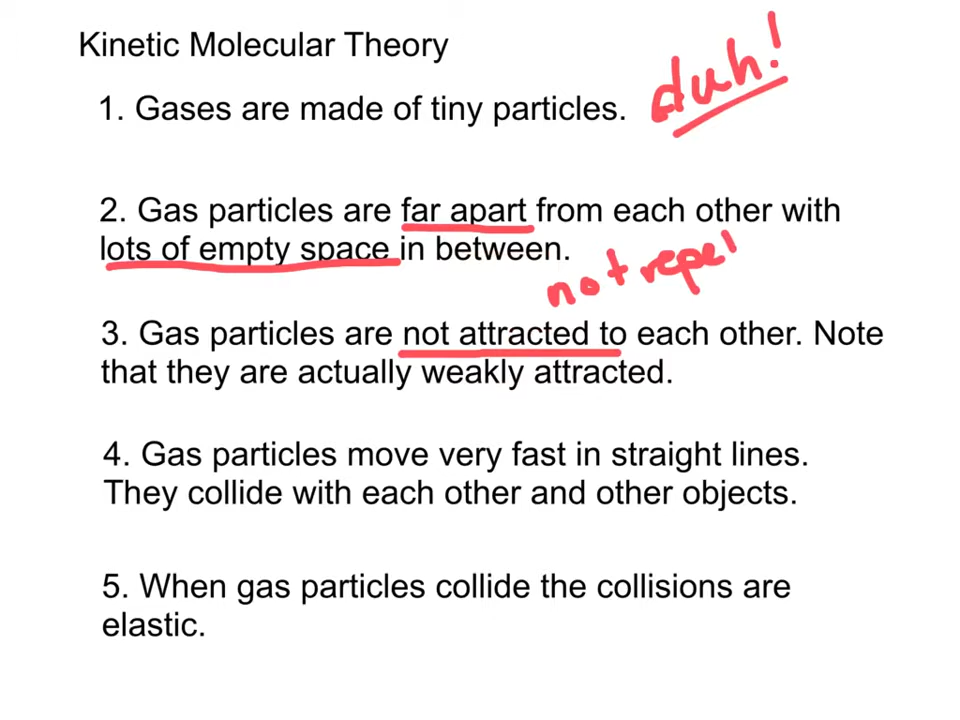 Kinetic Molecular Theory
duh!
1. Gases are made of tiny particles.
2. Gas particles are far apart from each other with
lots of empty space in between.
not repel
3. Gas particles are not attracted to each other. Note
that they are actually weakly attracted.
4. Gas particles move very fast in straight lines.
They collide with each other and other objects.
5. When gas particles collide the collisions are
elastic.